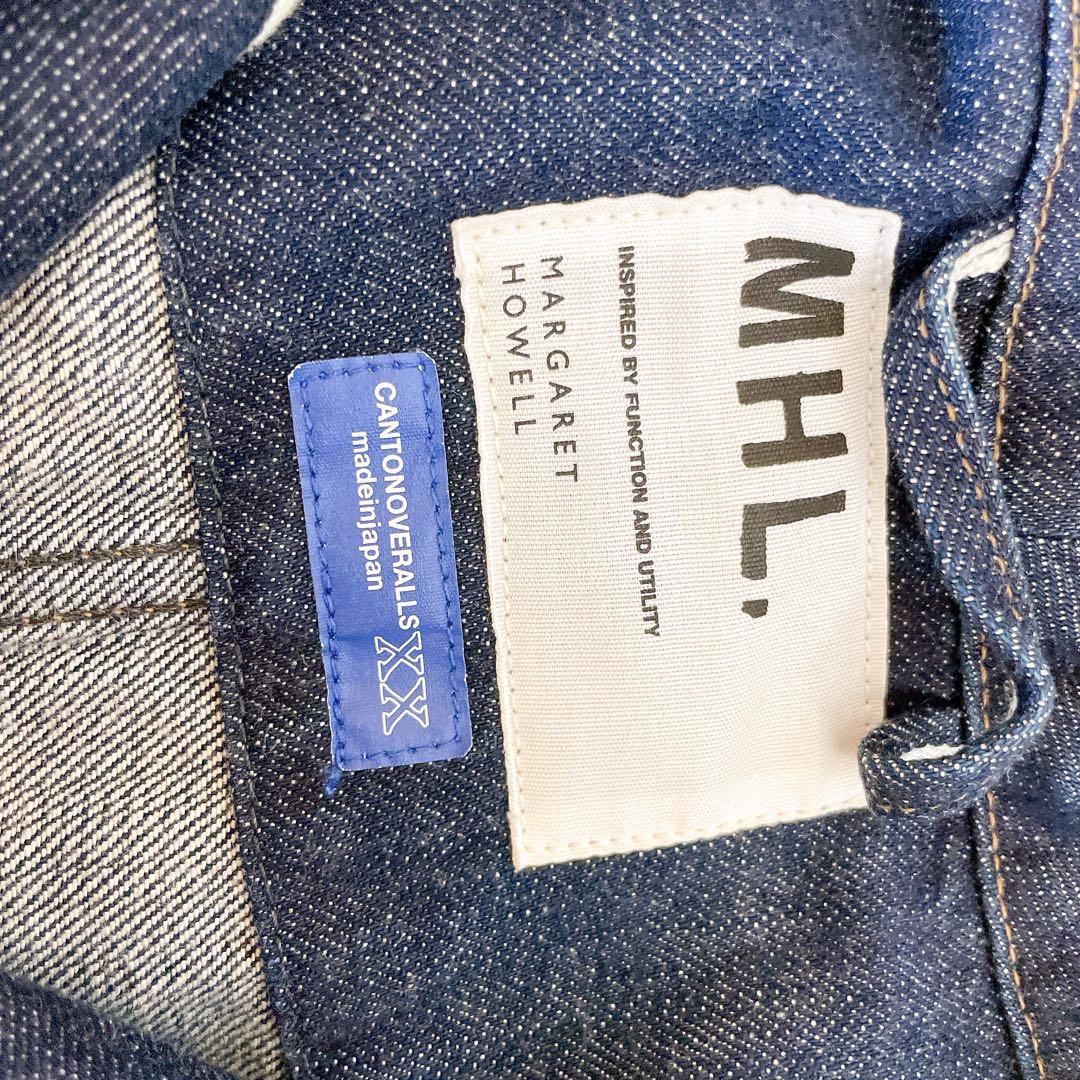 MHL.
INSPIRED BY FUNCTION AND UTILITY
MARGARET
HOWELL
CANTONOVERALLS XX
madeinjapan